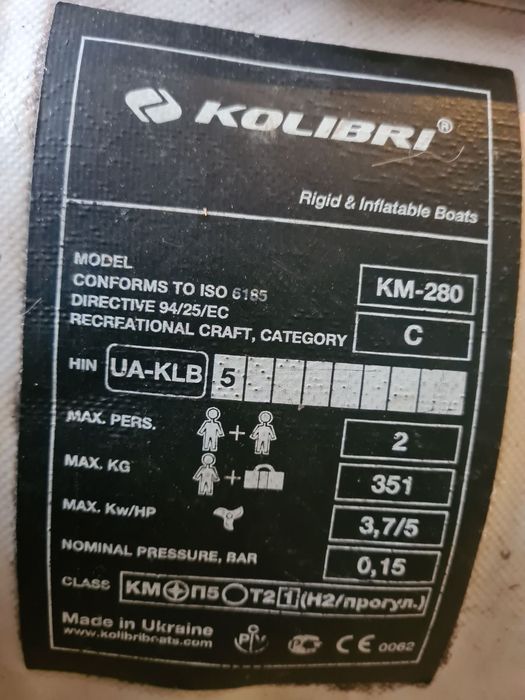 KOLIBRI®
Rigid & Inflatable Boats
MODEL KM-280
CONFORMS TO ISO 6185
DIRECTIVE 94/25/EC
RECREATIONAL CRAFT, CATEGORY C
HIN UA-KLB 5
MAX. PERS. + 2
MAX. KG + 351
MAX. Kw/HP 3,7/5
NOMINAL PRESSURE, BAR 0,15
CLASS КМ П5 Т2 1 (Н2/прогул.)
Made in Ukraine
www.kolibriboats.com CE 0062